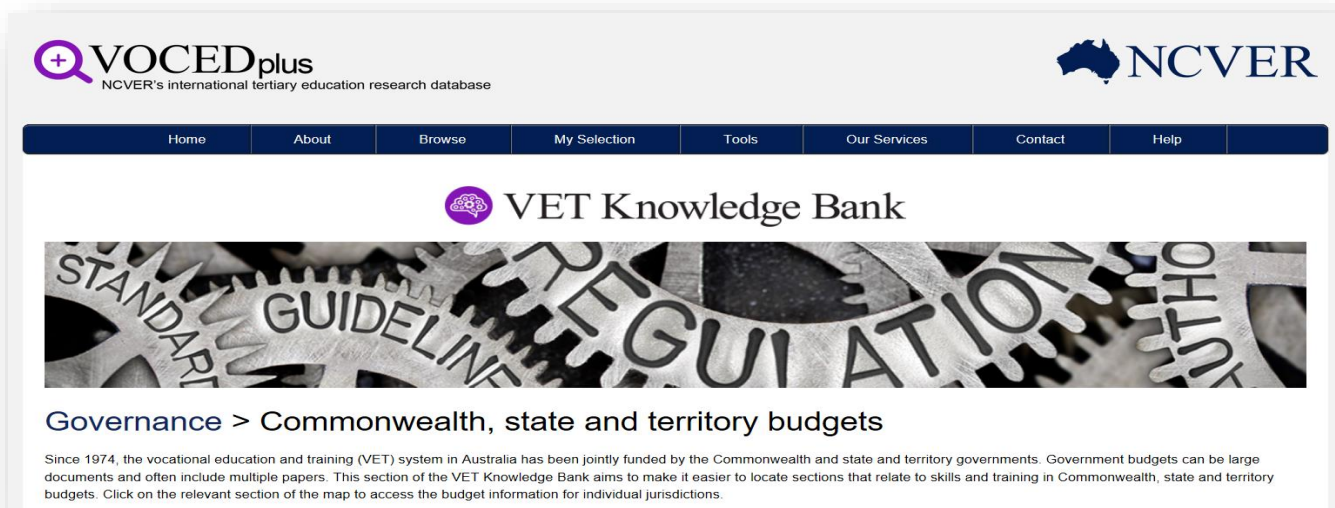 VOCEDplus
NCVER's international tertiary education research database
NCVER
Home About Browse My Selection Tools Our Services Contact Help
VET Knowledge Bank
STANDARD
GUIDELINE
REGULATION
AUTHO
Governance > Commonwealth, state and territory budgets
Since 1974, the vocational education and training (VET) system in Australia has been jointly funded by the Commonwealth and state and territory governments. Government budgets can be large
documents and often include multiple papers. This section of the VET Knowledge Bank aims to make it easier to locate sections that relate to skills and training in Commonwealth, state and territory
budgets. Click on the relevant section of the map to access the budget information for individual jurisdictions.